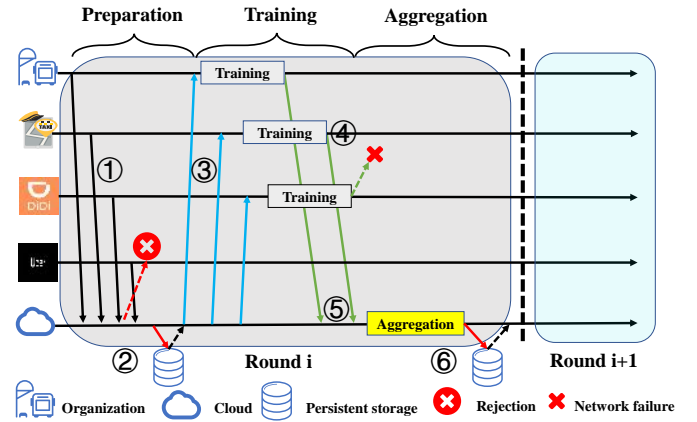 Preparation Training Aggregation
Training
TAXI
Training
④
①
③
DiDi
Training
⑤
Aggregation
②
⑥
Round i
Round i+1
Organization
Cloud
Persistent storage
Rejection
Network failure